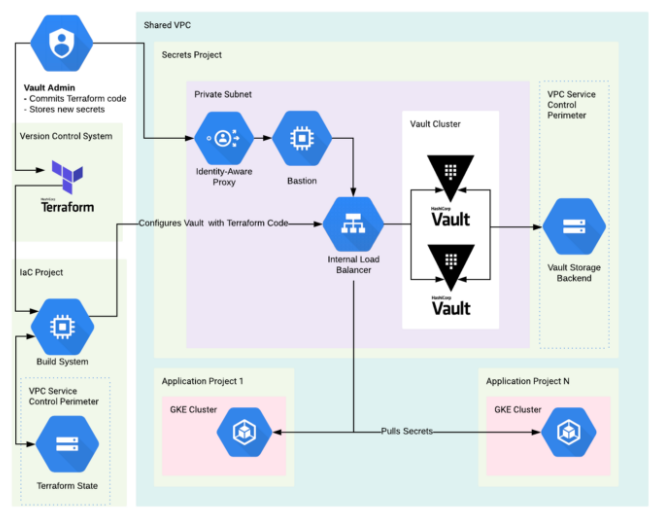 Shared VPC
Vault Admin
- Commits Terraform code
- Stores new secrets
Version Control System
HashiCorp
Terraform
IaC Project
Build System
VPC Service
Control Perimeter
Terraform State
Secrets Project
Private Subnet
Identity-Aware
Proxy
Bastion
Configures Vault with Terraform Code
Internal Load
Balancer
Vault Cluster
HashiCorp
Vault
HashiCorp
Vault
VPC Service
Control
Perimeter
Vault Storage
Backend
Application Project 1
GKE Cluster
Pulls Secrets
Application Project N
GKE Cluster